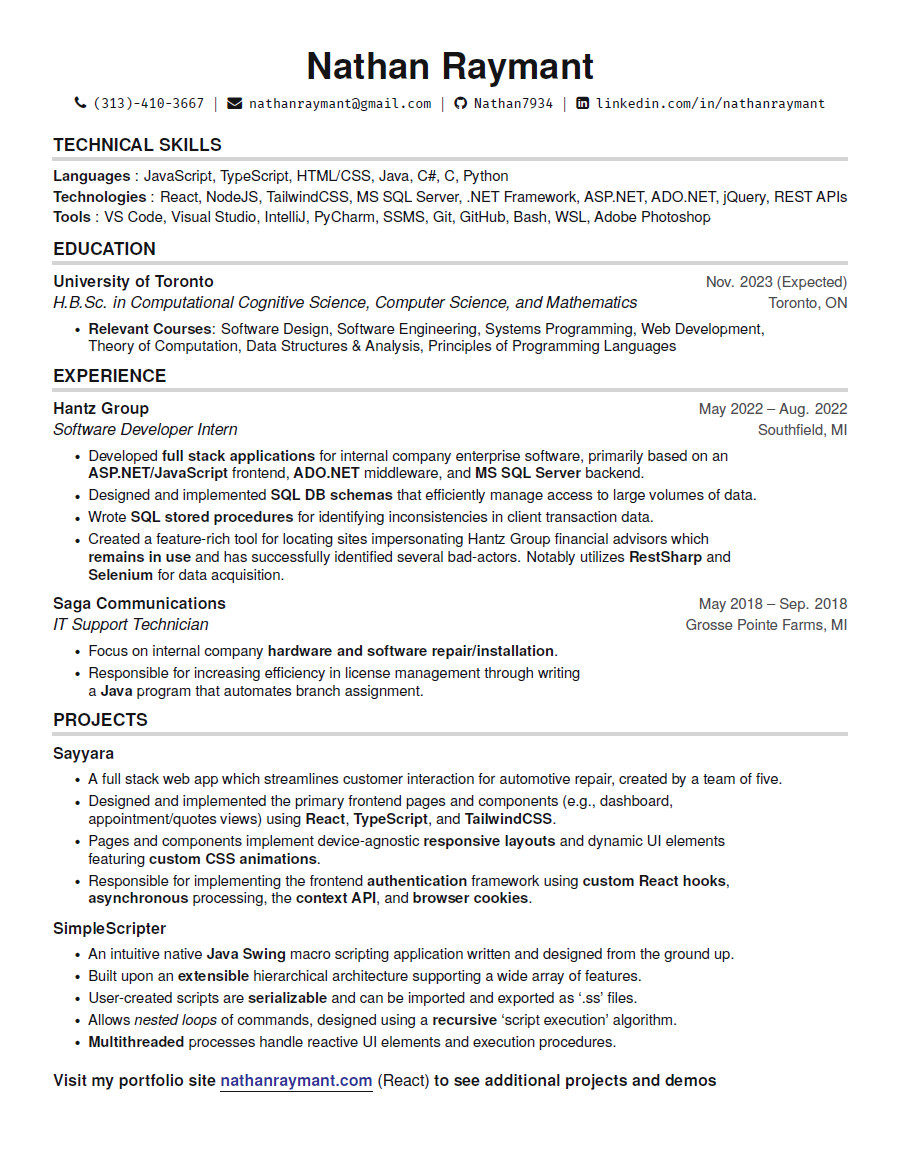 Nathan Raymant
(313)-410-3667 | nathanraymant@gmail.com | Nathan7934 | linkedin.com/in/nathanraymant
TECHNICAL SKILLS
Languages : JavaScript, TypeScript, HTML/CSS, Java, C#, C, Python
Technologies : React, NodeJS, TailwindCSS, MS SQL Server, .NET Framework, ASP.NET, ADO.NET, jQuery, REST APIs
Tools : VS Code, Visual Studio, IntelliJ, PyCharm, SSMS, Git, GitHub, Bash, WSL, Adobe Photoshop
EDUCATION
University of Toronto Nov. 2023 (Expected)
H.B.Sc. in Computational Cognitive Science, Computer Science, and Mathematics Toronto, ON
• Relevant Courses: Software Design, Software Engineering, Systems Programming, Web Development,
Theory of Computation, Data Structures & Analysis, Principles of Programming Languages
EXPERIENCE
Hantz Group May 2022 – Aug. 2022
Software Developer Intern Southfield, MI
• Developed full stack applications for internal company enterprise software, primarily based on an
ASP.NET/JavaScript frontend, ADO.NET middleware, and MS SQL Server backend.
• Designed and implemented SQL DB schemas that efficiently manage access to large volumes of data.
• Wrote SQL stored procedures for identifying inconsistencies in client transaction data.
• Created a feature-rich tool for locating sites impersonating Hantz Group financial advisors which
remains in use and has successfully identified several bad-actors. Notably utilizes RestSharp and
Selenium for data acquisition.
Saga Communications May 2018 – Sep. 2018
IT Support Technician Grosse Pointe Farms, MI
• Focus on internal company hardware and software repair/installation.
• Responsible for increasing efficiency in license management through writing
a Java program that automates branch assignment.
PROJECTS
Sayyara
• A full stack web app which streamlines customer interaction for automotive repair, created by a team of five.
• Designed and implemented the primary frontend pages and components (e.g., dashboard,
appointment/quotes views) using React, TypeScript, and TailwindCSS.
• Pages and components implement device-agnostic responsive layouts and dynamic UI elements
featuring custom CSS animations.
• Responsible for implementing the frontend authentication framework using custom React hooks,
asynchronous processing, the context API, and browser cookies.
SimpleScripter
• An intuitive native Java Swing macro scripting application written and designed from the ground up.
• Built upon an extensible hierarchical architecture supporting a wide array of features.
• User-created scripts are serializable and can be imported and exported as ‘.ss’ files.
• Allows nested loops of commands, designed using a recursive ‘script execution’ algorithm.
• Multithreaded processes handle reactive UI elements and execution procedures.
Visit my portfolio site nathanraymant.com (React) to see additional projects and demos